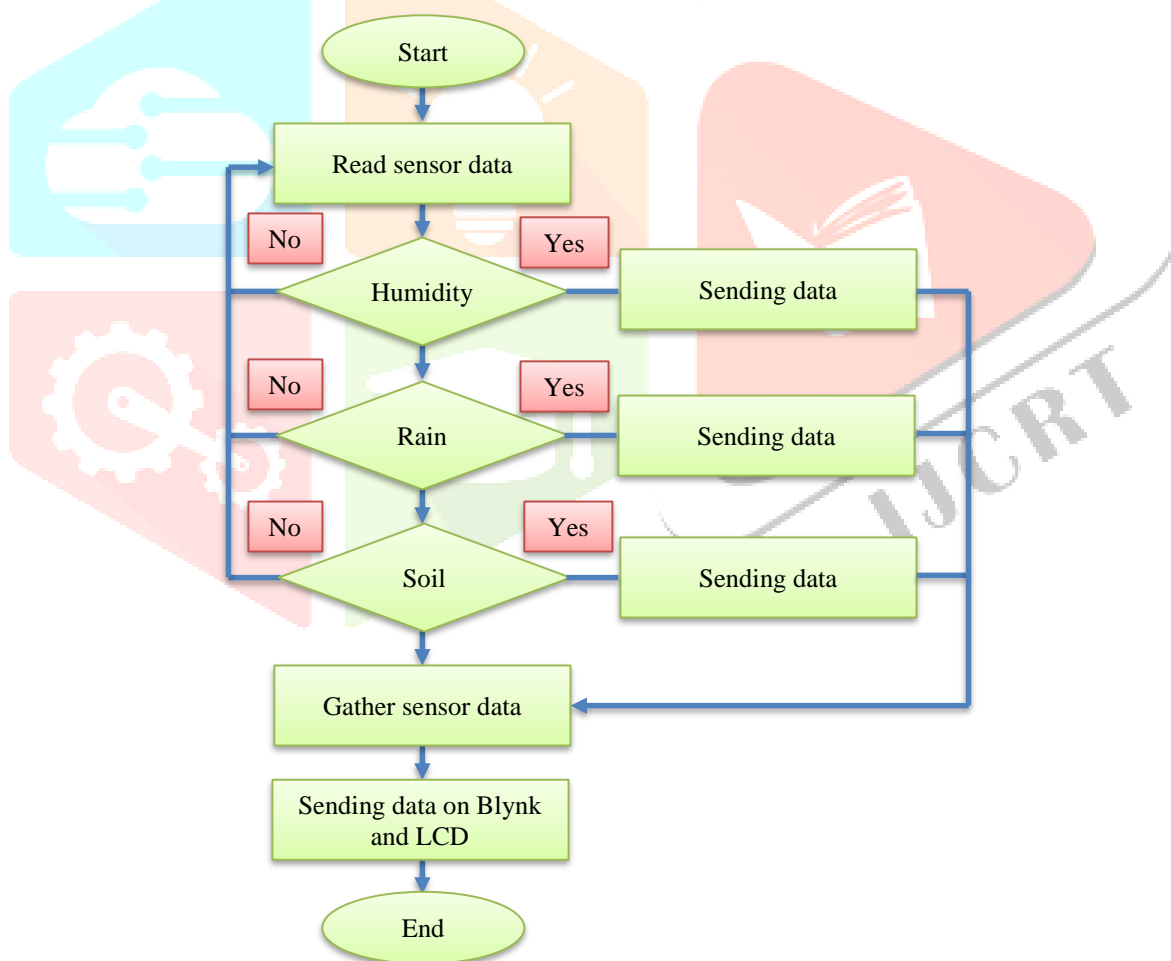 Start
Read sensor data
No
Yes
Humidity
Sending data
No
Yes
Rain
Sending data
No
Yes
Soil
Sending data
Gather sensor data
Sending data on Blynk
and LCD
End
IJCRT